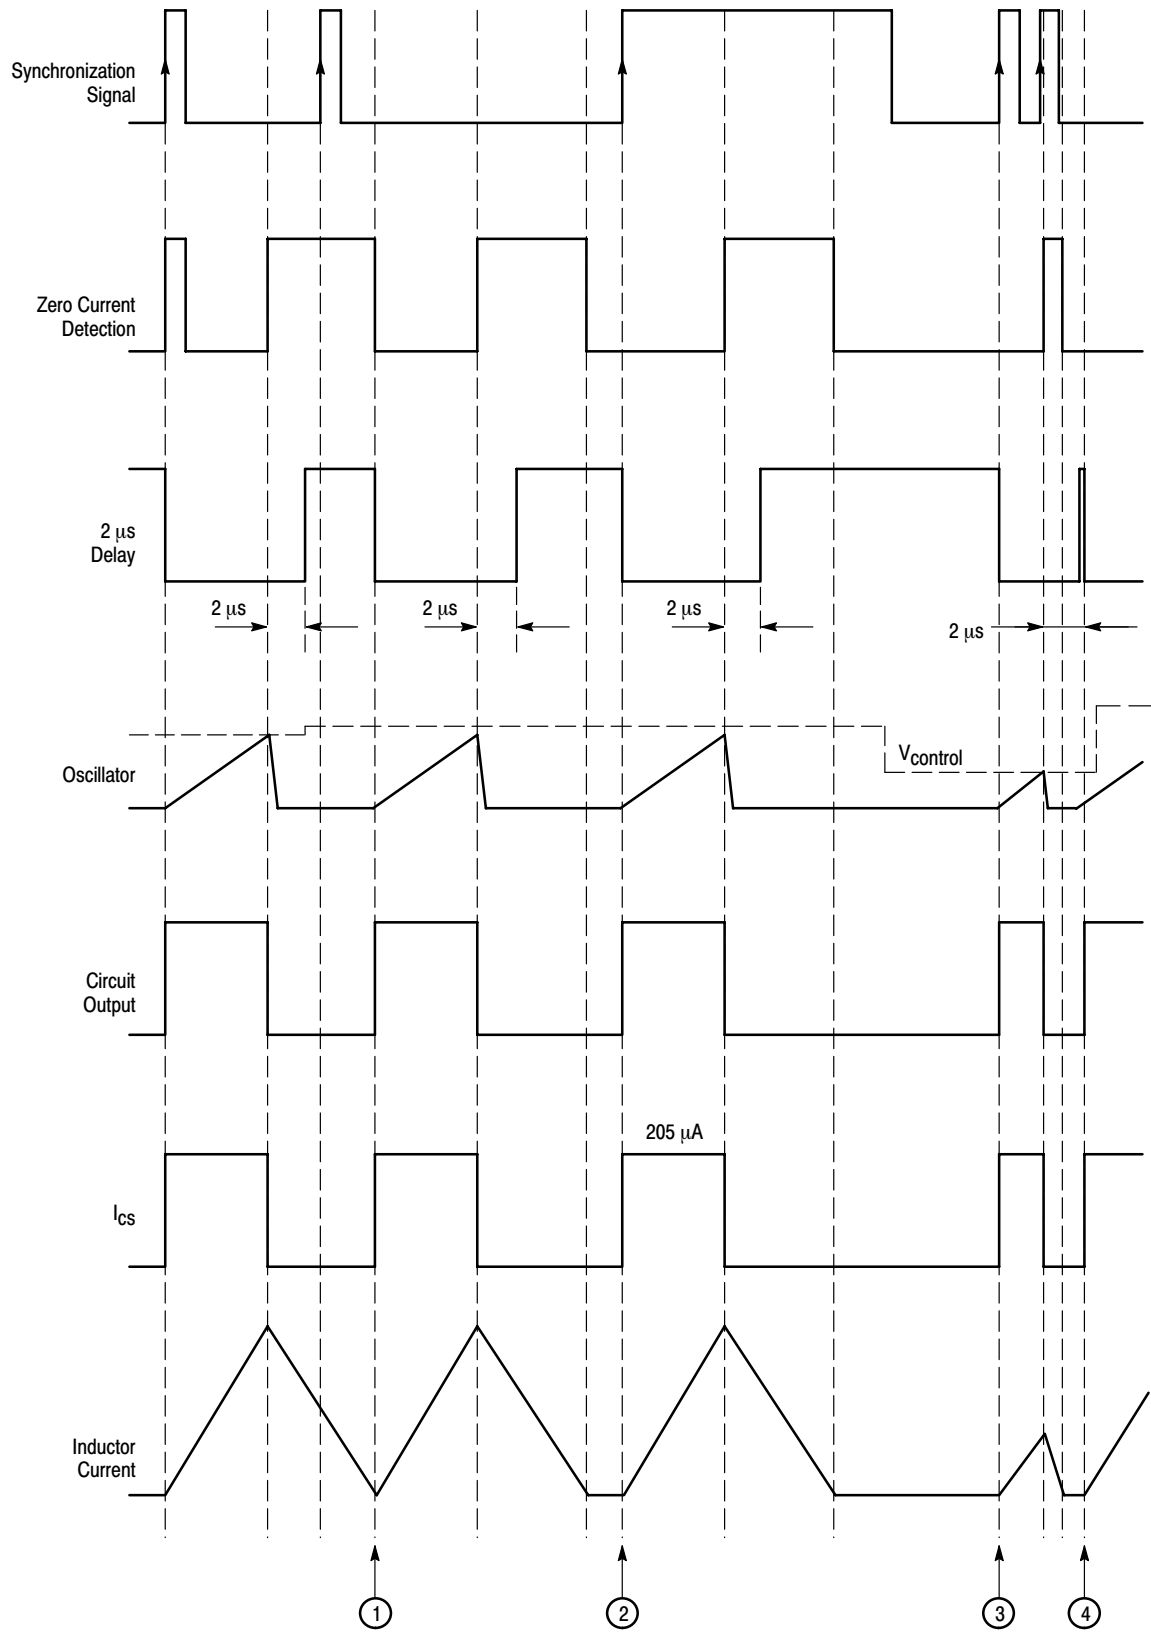 Synchronization
Signal
Zero Current
Detection
2 μs
Delay
2 μs
2 μs
2 μs
2 μs
Vcontrol
Oscillator
Circuit
Output
205 μA
Ics
Inductor
Current
1
2
3
4